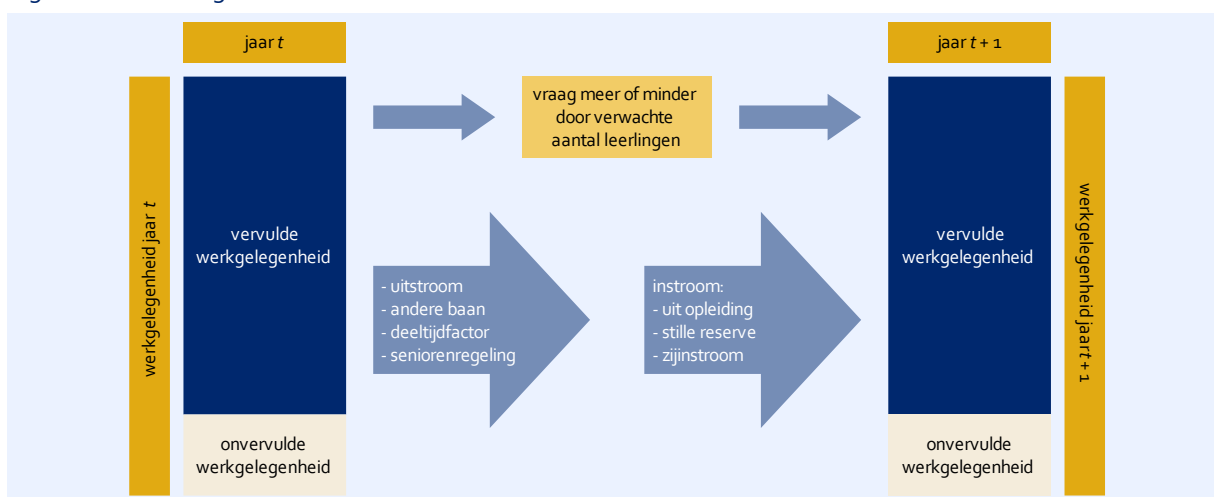 jaar t
jaar t + 1
werkgelegenheid jaar t
vervulde
werkgelegenheid
onvervulde
werkgelegenheid
vraag meer of minder
door verwachte
aantal leerlingen
- uitstroom
- andere baan
- deeltijdfactor
- seniorenregeling
instroom:
- uit opleiding
- stille reserve
- zijinstroom
vervulde
werkgelegenheid
onvervulde
werkgelegenheid
werkgelegenheid jaar t + 1